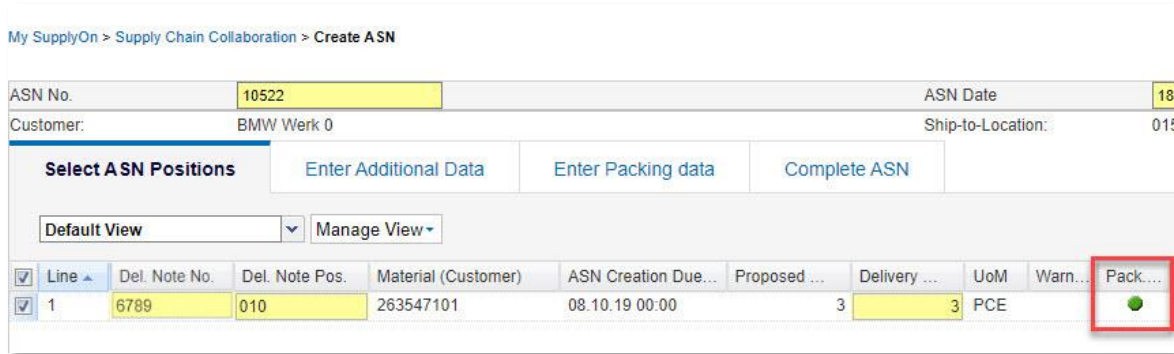 My SupplyOn > Supply Chain Collaboration > Create ASN
ASN No. 10522 ASN Date 18
Customer: BMW Werk 0 Ship-to-Location: 015
Select ASN Positions Enter Additional Data Enter Packing data Complete ASN
Default View Manage View
Line Del. Note No. Del. Note Pos. Material (Customer) ASN Creation Due... Proposed ... Delivery ... UoM Warn... Pack....
1 6789 010 263547101 08.10.19 00:00 3 3 PCE